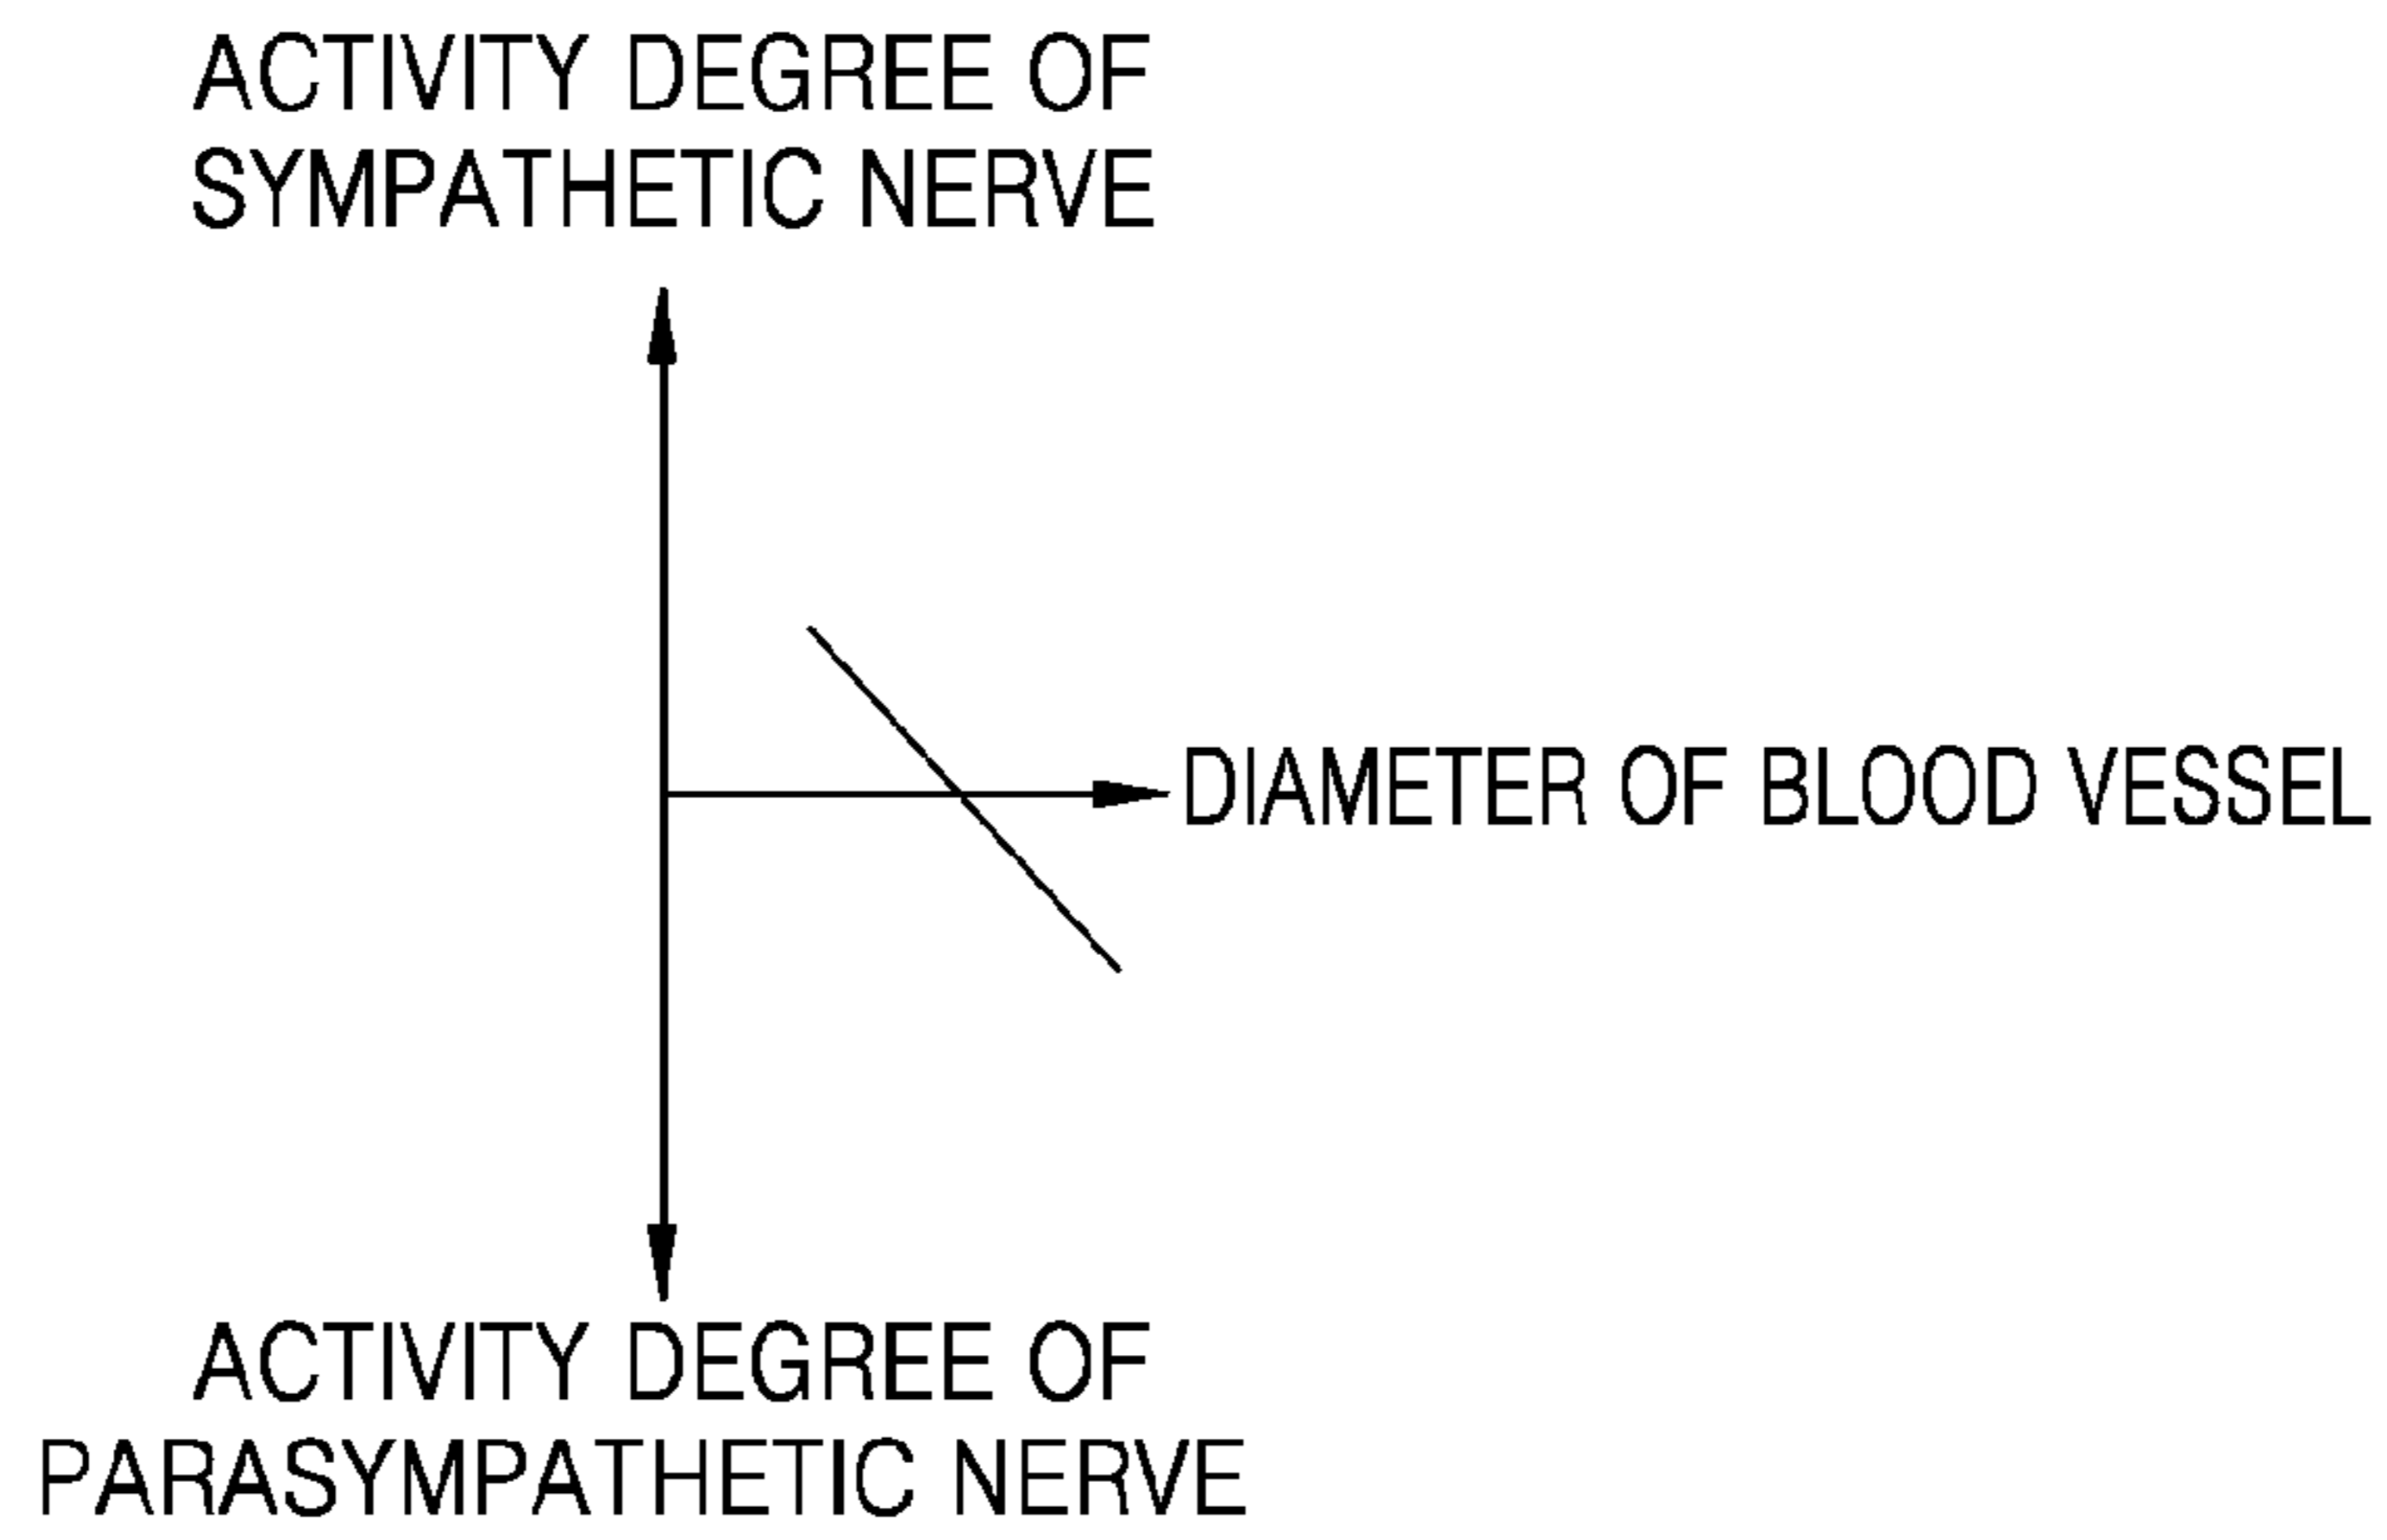 ACTIVITY DEGREE OF
SYMPATHETIC NERVE
DIAMETER OF BLOOD VESSEL
ACTIVITY DEGREE OF
PARASYMPATHETIC NERVE